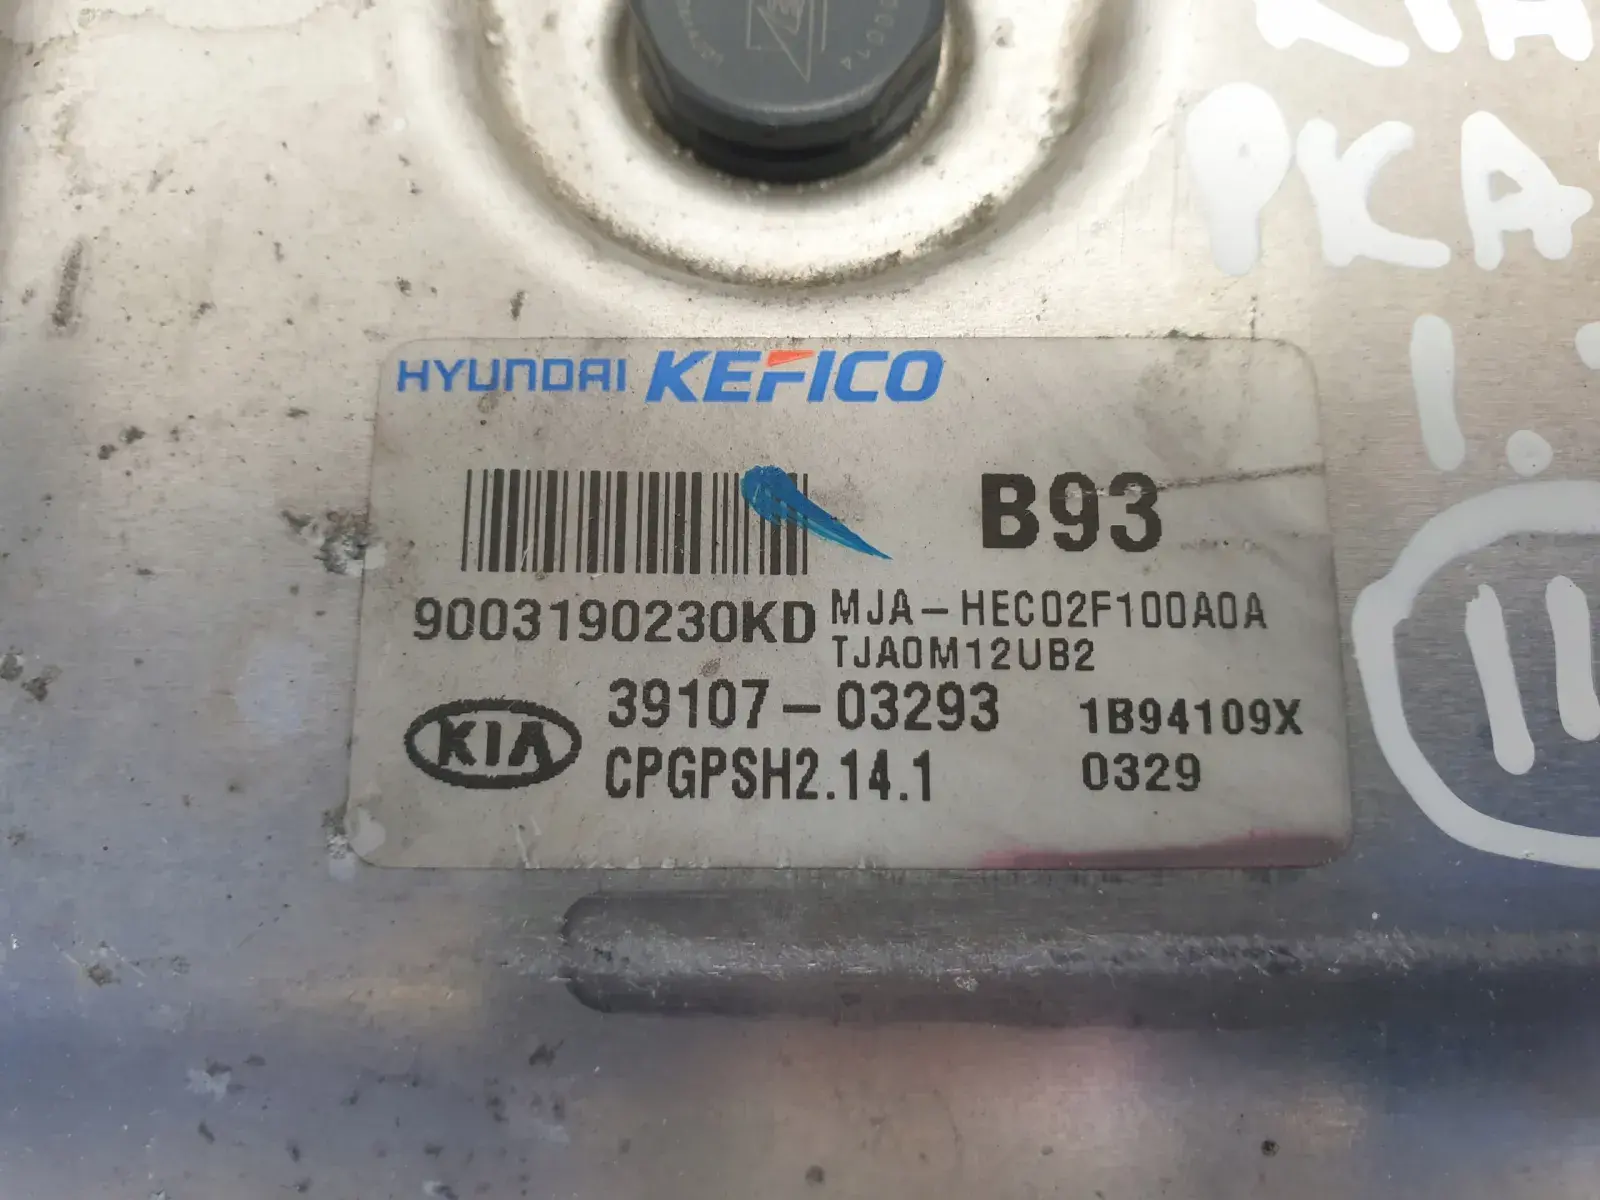 HYUNDAI KEFICO
B93
9003190230KD
MJA-HEC02F100A0A
TJA0M12UB2
KIA
39107-03293
1B94109X
CPGPSH2.14.1
0329